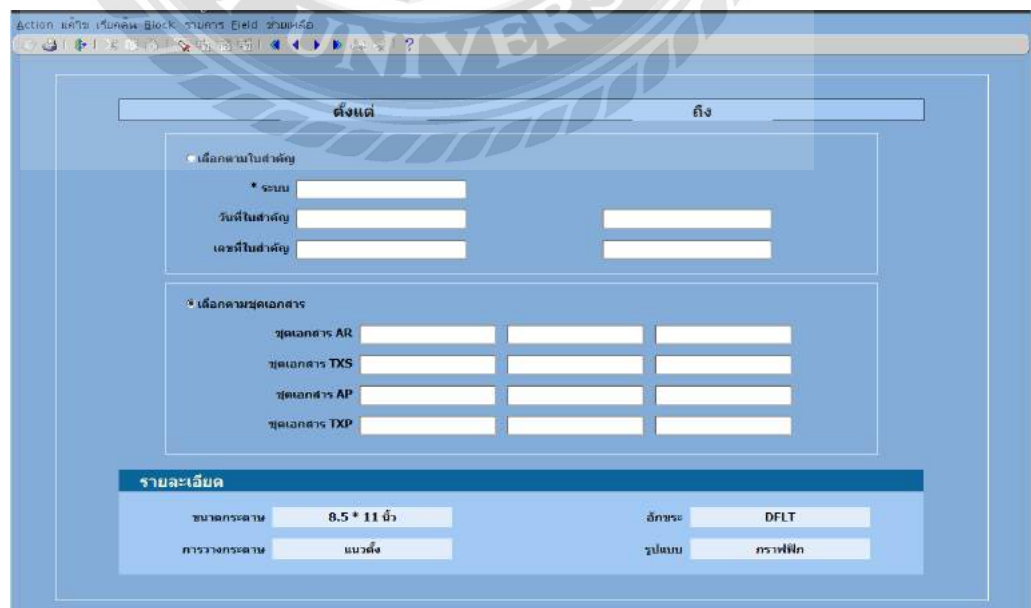 Action แก้ไข เรียกค้น Block รายการ Field ช่วยเหลือ
?
UNIVER
ตั้งแต่ ถึง
เลือกตามใบสำคัญ
* ระบบ
วันที่ใบสำคัญ
เลขที่ใบสำคัญ
เลือกตามชุดเอกสาร
ชุดเอกสาร AR
ชุดเอกสาร TXS
ชุดเอกสาร AP
ชุดเอกสาร TXP
รายละเอียด
ขนาดกระดาษ 8.5 * 11 นิ้ว อักขระ DFLT
การวางกระดาษ แนวตั้ง รูปแบบ กราฟฟิก